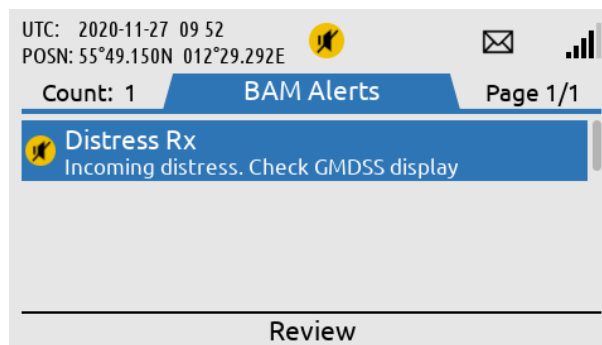 UTC: 2020-11-27 09 52
POSN: 55°49.150N 012°29.292E
Count: 1 BAM Alerts Page 1/1
Distress Rx
Incoming distress. Check GMDSS display
Review